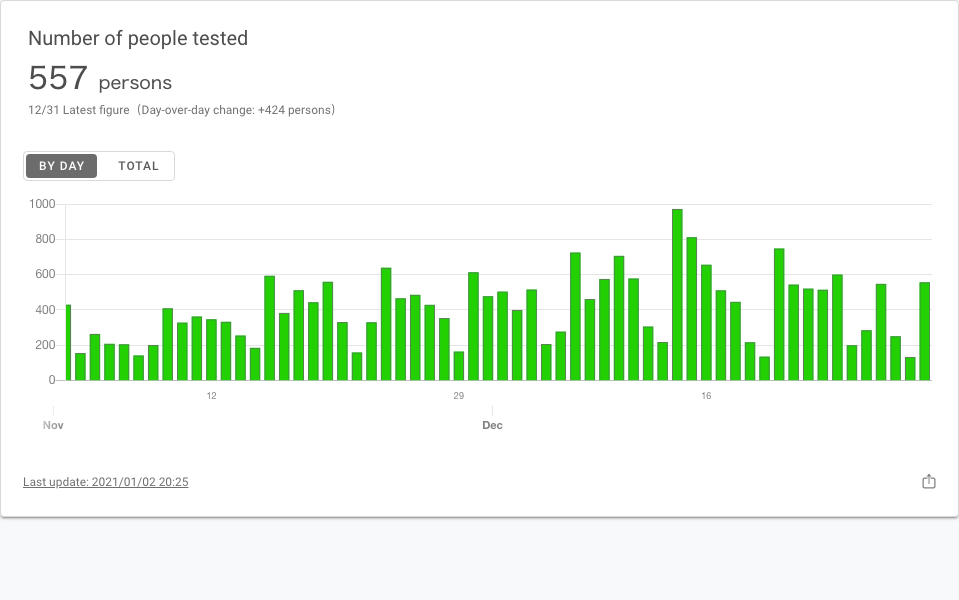 Number of people tested
557 persons
12/31 Latest figure（Day-over-day change: +424 persons）
BY DAY TOTAL
1000
800
600
400
200
0
12 29 16
Nov Dec
Last update: 2021/01/02 20:25